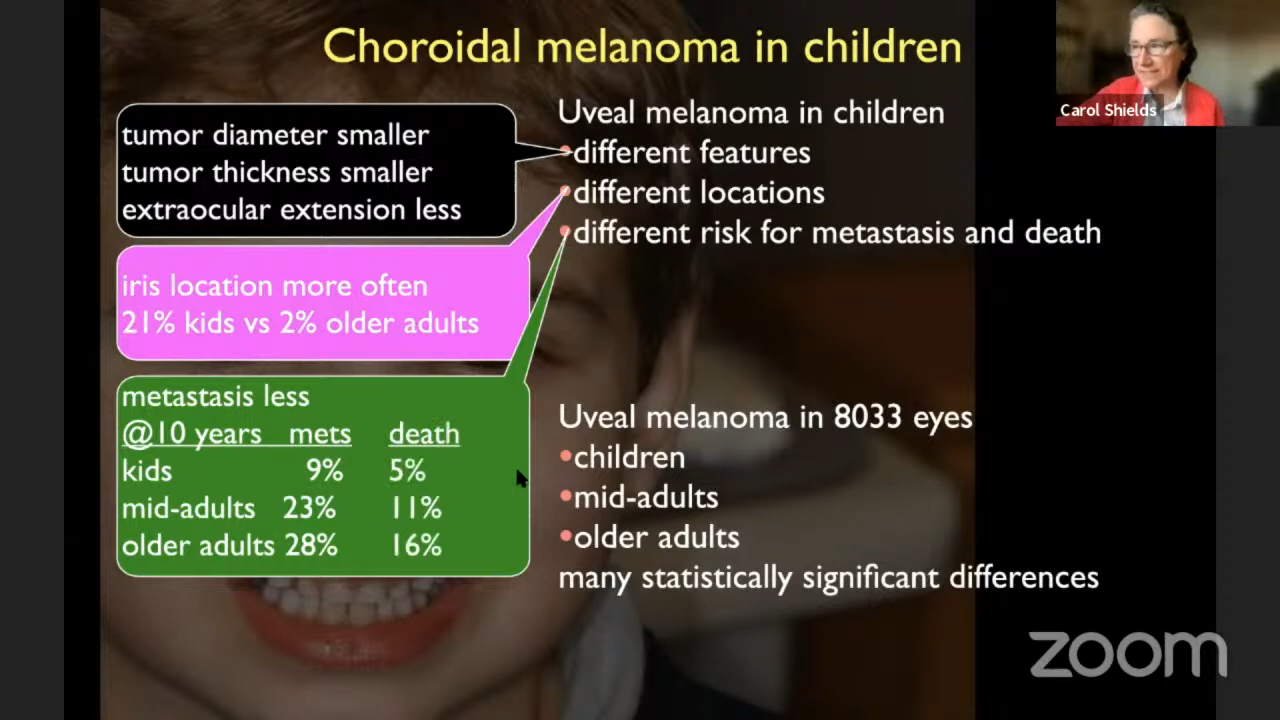 Choroidal melanoma in children
Carol Shields
tumor diameter smaller
tumor thickness smaller
extraocular extension less
iris location more often
21% kids vs 2% older adults
metastasis less
@10 years mets death
kids 9% 5%
mid-adults 23% 11%
older adults 28% 16%
Uveal melanoma in children
•different features
•different locations
•different risk for metastasis and death
Uveal melanoma in 8033 eyes
•children
•mid-adults
•older adults
many statistically significant differences
zoom